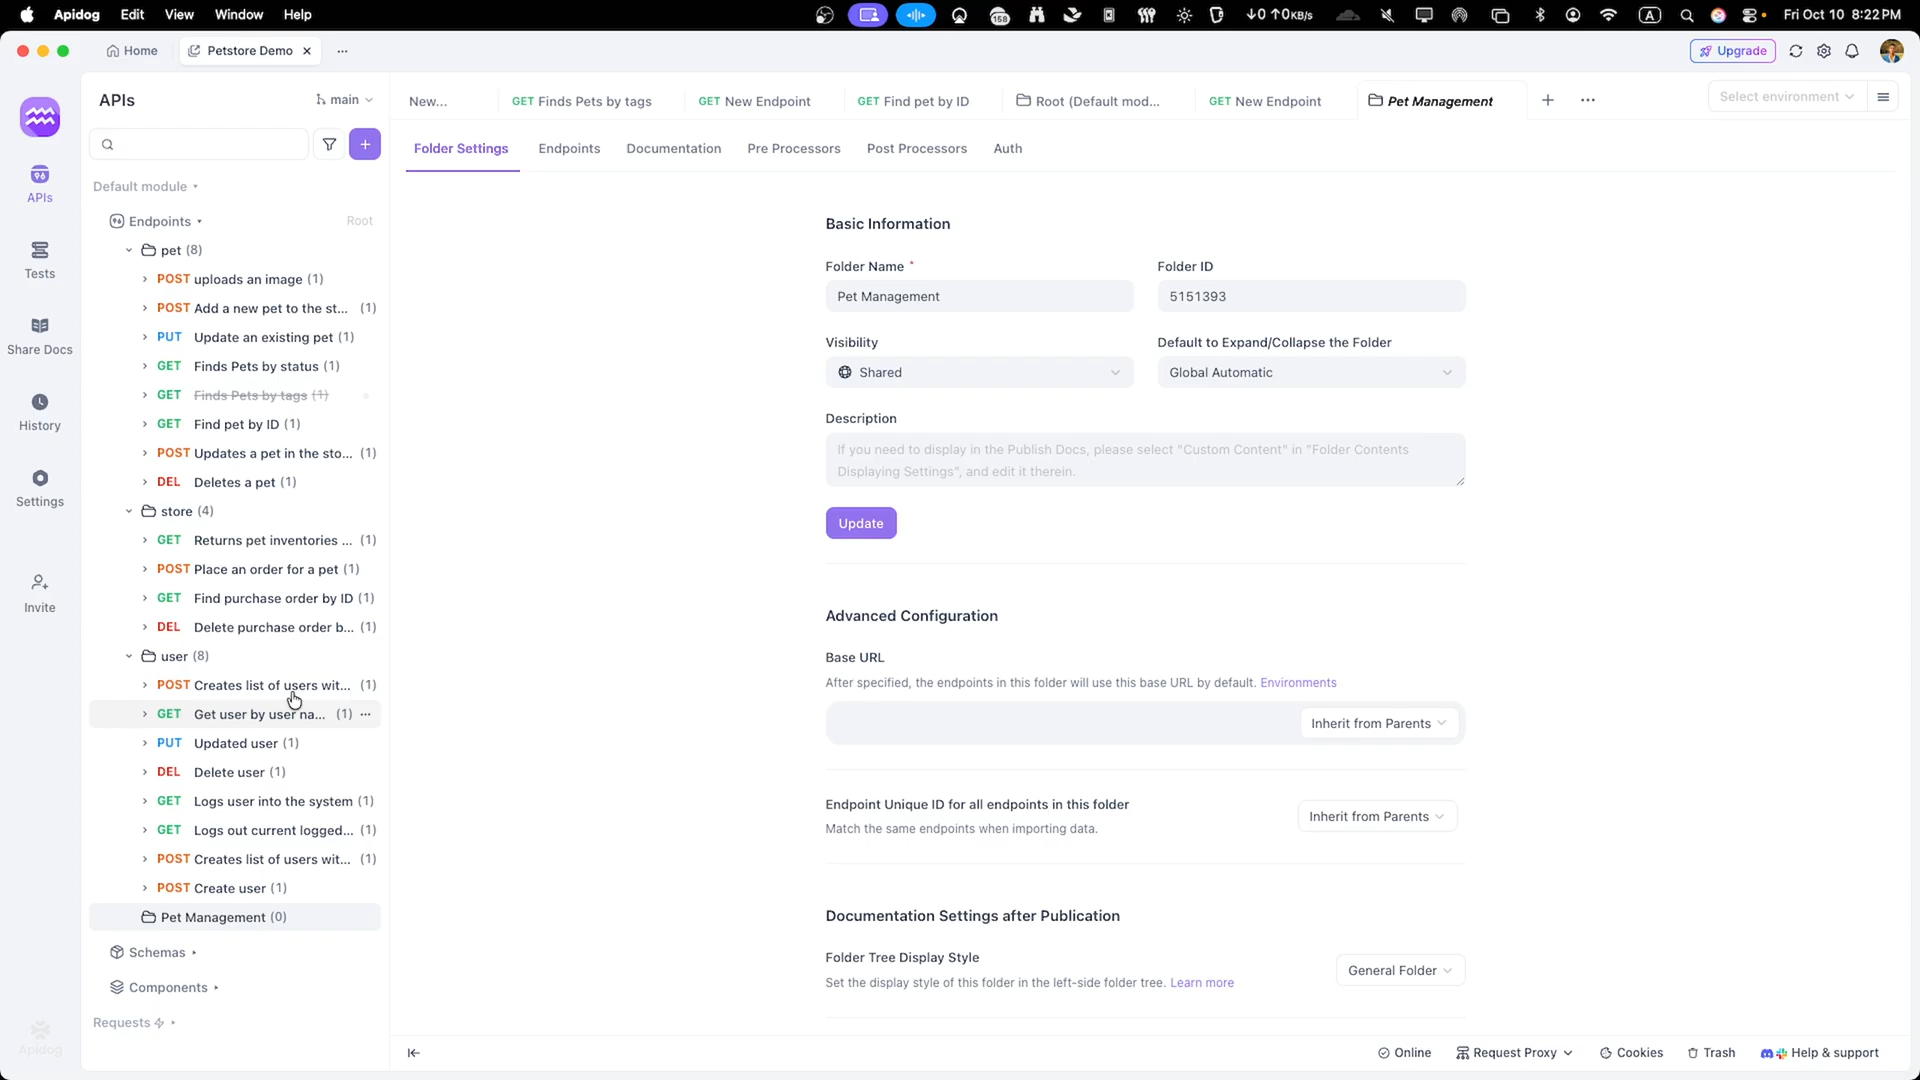 Apidog Edit View Window Help
158
↓0 ↑0KB/s
A
Fri Oct 10 8:22 PM
Home
Petstore Demo
Upgrade
APIs
main
New...
GET Finds Pets by tags
GET New Endpoint
GET Find pet by ID
Root (Default mod...
GET New Endpoint
Pet Management
Select environment
APIs
Tests
Share Docs
History
Settings
Invite
Apidog
Default module
Endpoints
Root
pet (8)
POST uploads an image (1)
POST Add a new pet to the st... (1)
PUT Update an existing pet (1)
GET Finds Pets by status (1)
GET Finds Pets by tags (1)
GET Find pet by ID (1)
POST Updates a pet in the sto... (1)
DEL Deletes a pet (1)
store (4)
GET Returns pet inventories ... (1)
POST Place an order for a pet (1)
GET Find purchase order by ID (1)
DEL Delete purchase order b... (1)
user (8)
POST Creates list of users wit... (1)
GET Get user by user na... (1)
PUT Updated user (1)
DEL Delete user (1)
GET Logs user into the system (1)
GET Logs out current logged... (1)
POST Creates list of users wit... (1)
POST Create user (1)
Pet Management (0)
Schemas
Components
Requests
Folder Settings
Endpoints
Documentation
Pre Processors
Post Processors
Auth
Basic Information
Folder Name *
Folder ID
Pet Management
5151393
Visibility
Default to Expand/Collapse the Folder
Shared
Global Automatic
Description
If you need to display in the Publish Docs, please select "Custom Content" in "Folder Contents
Displaying Settings", and edit it therein.
Update
Advanced Configuration
Base URL
After specified, the endpoints in this folder will use this base URL by default. Environments
Inherit from Parents
Endpoint Unique ID for all endpoints in this folder
Match the same endpoints when importing data.
Inherit from Parents
Documentation Settings after Publication
Folder Tree Display Style
Set the display style of this folder in the left-side folder tree. Learn more
General Folder
Online
Request Proxy
Cookies
Trash
Help & support